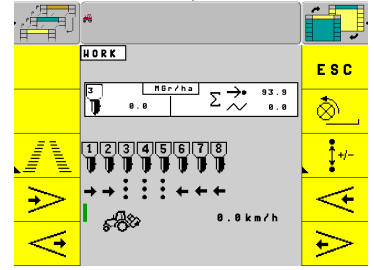 WORK
ESC
3 MGr/ha 93.9
0.0 Σ 0.0
+/-
1 2 3 4 5 6 7 8
0.0km/h